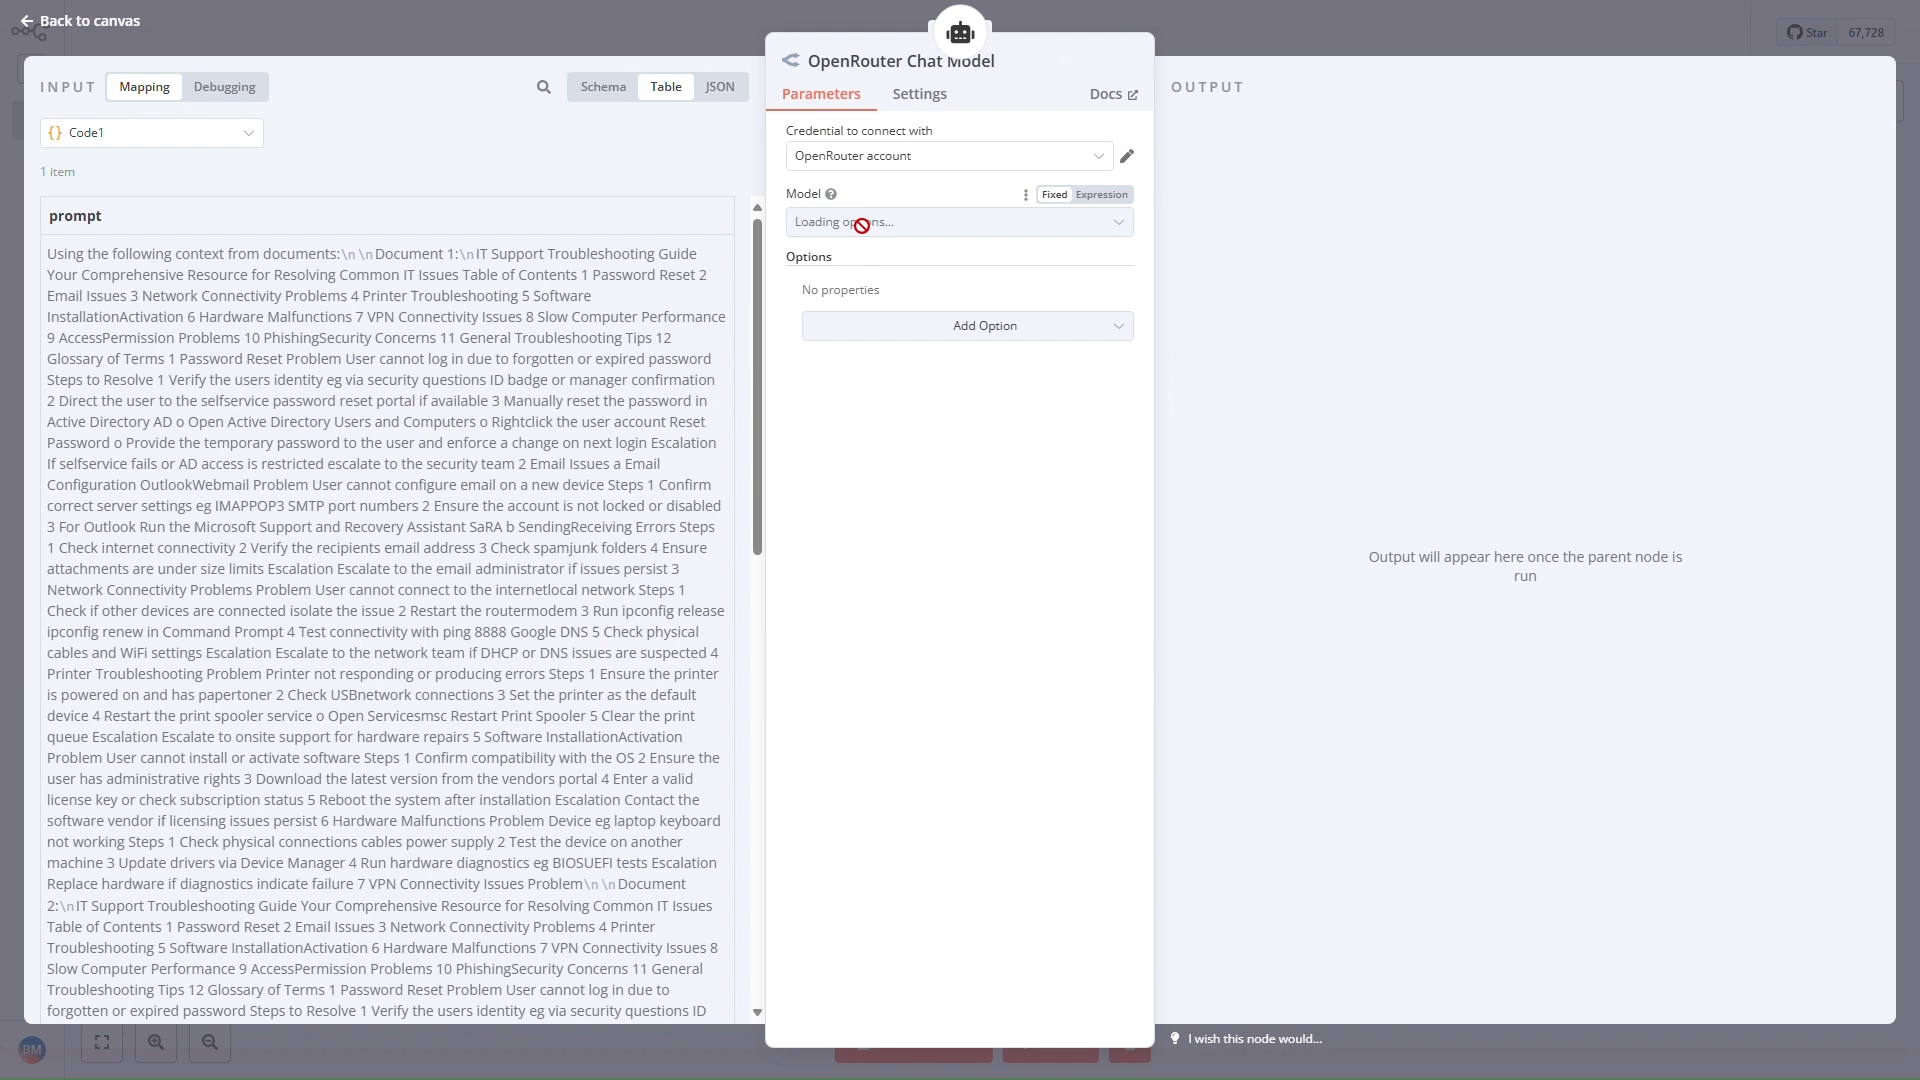 Back to canvas
Star 67,728
INPUT Mapping Debugging Schema Table JSON
Code1
1 item
prompt
Using the following context from documents:\n\nDocument 1:\nIT Support Troubleshooting Guide
Your Comprehensive Resource for Resolving Common IT Issues Table of Contents 1 Password Reset 2
Email Issues 3 Network Connectivity Problems 4 Printer Troubleshooting 5 Software
InstallationActivation 6 Hardware Malfunctions 7 VPN Connectivity Issues 8 Slow Computer Performance
9 AccessPermission Problems 10 PhishingSecurity Concerns 11 General Troubleshooting Tips 12
Glossary of Terms 1 Password Reset Problem User cannot log in due to forgotten or expired password
Steps to Resolve 1 Verify the users identity eg via security questions ID badge or manager confirmation
2 Direct the user to the selfservice password reset portal if available 3 Manually reset the password in
Active Directory AD o Open Active Directory Users and Computers o Rightclick the user account Reset
Password o Provide the temporary password to the user and enforce a change on next login Escalation
If selfservice fails or AD access is restricted escalate to the security team 2 Email Issues a Email
Configuration OutlookWebmail Problem User cannot configure email on a new device Steps 1 Confirm
correct server settings eg IMAPPOP3 SMTP port numbers 2 Ensure the account is not locked or disabled
3 For Outlook Run the Microsoft Support and Recovery Assistant SaRA b SendingReceiving Errors Steps
1 Check internet connectivity 2 Verify the recipients email address 3 Check spamjunk folders 4 Ensure
attachments are under size limits Escalation Escalate to the email administrator if issues persist 3
Network Connectivity Problems Problem User cannot connect to the internetlocal network Steps 1
Check if other devices are connected isolate the issue 2 Restart the routermodem 3 Run ipconfig release
ipconfig renew in Command Prompt 4 Test connectivity with ping 8888 Google DNS 5 Check physical
cables and WiFi settings Escalation Escalate to the network team if DHCP or DNS issues are suspected 4
Printer Troubleshooting Problem Printer not responding or producing errors Steps 1 Ensure the printer
is powered on and has papertoner 2 Check USBnetwork connections 3 Set the printer as the default
device 4 Restart the print spooler service o Open Servicesmsc Restart Print Spooler 5 Clear the print
queue Escalation Escalate to onsite support for hardware repairs 5 Software InstallationActivation
Problem User cannot install or activate software Steps 1 Confirm compatibility with the OS 2 Ensure the
user has administrative rights 3 Download the latest version from the vendors portal 4 Enter a valid
license key or check subscription status 5 Reboot the system after installation Escalation Contact the
software vendor if licensing issues persist 6 Hardware Malfunctions Problem Device eg laptop keyboard
not working Steps 1 Check physical connections cables power supply 2 Test the device on another
machine 3 Update drivers via Device Manager 4 Run hardware diagnostics eg BIOSUEFI tests Escalation
Replace hardware if diagnostics indicate failure 7 VPN Connectivity Issues Problem\n\nDocument
2:\nIT Support Troubleshooting Guide Your Comprehensive Resource for Resolving Common IT Issues
Table of Contents 1 Password Reset 2 Email Issues 3 Network Connectivity Problems 4 Printer
Troubleshooting 5 Software InstallationActivation 6 Hardware Malfunctions 7 VPN Connectivity Issues 8
Slow Computer Performance 9 AccessPermission Problems 10 PhishingSecurity Concerns 11 General
Troubleshooting Tips 12 Glossary of Terms 1 Password Reset Problem User cannot log in due to
forgotten or expired password Steps to Resolve 1 Verify the users identity eg via security questions ID
BM
OpenRouter Chat Model
Parameters Settings Docs
Credential to connect with
OpenRouter account
Model Fixed Expression
Loading options...
Options
No properties
Add Option
OUTPUT
Output will appear here once the parent node is
run
I wish this node would...